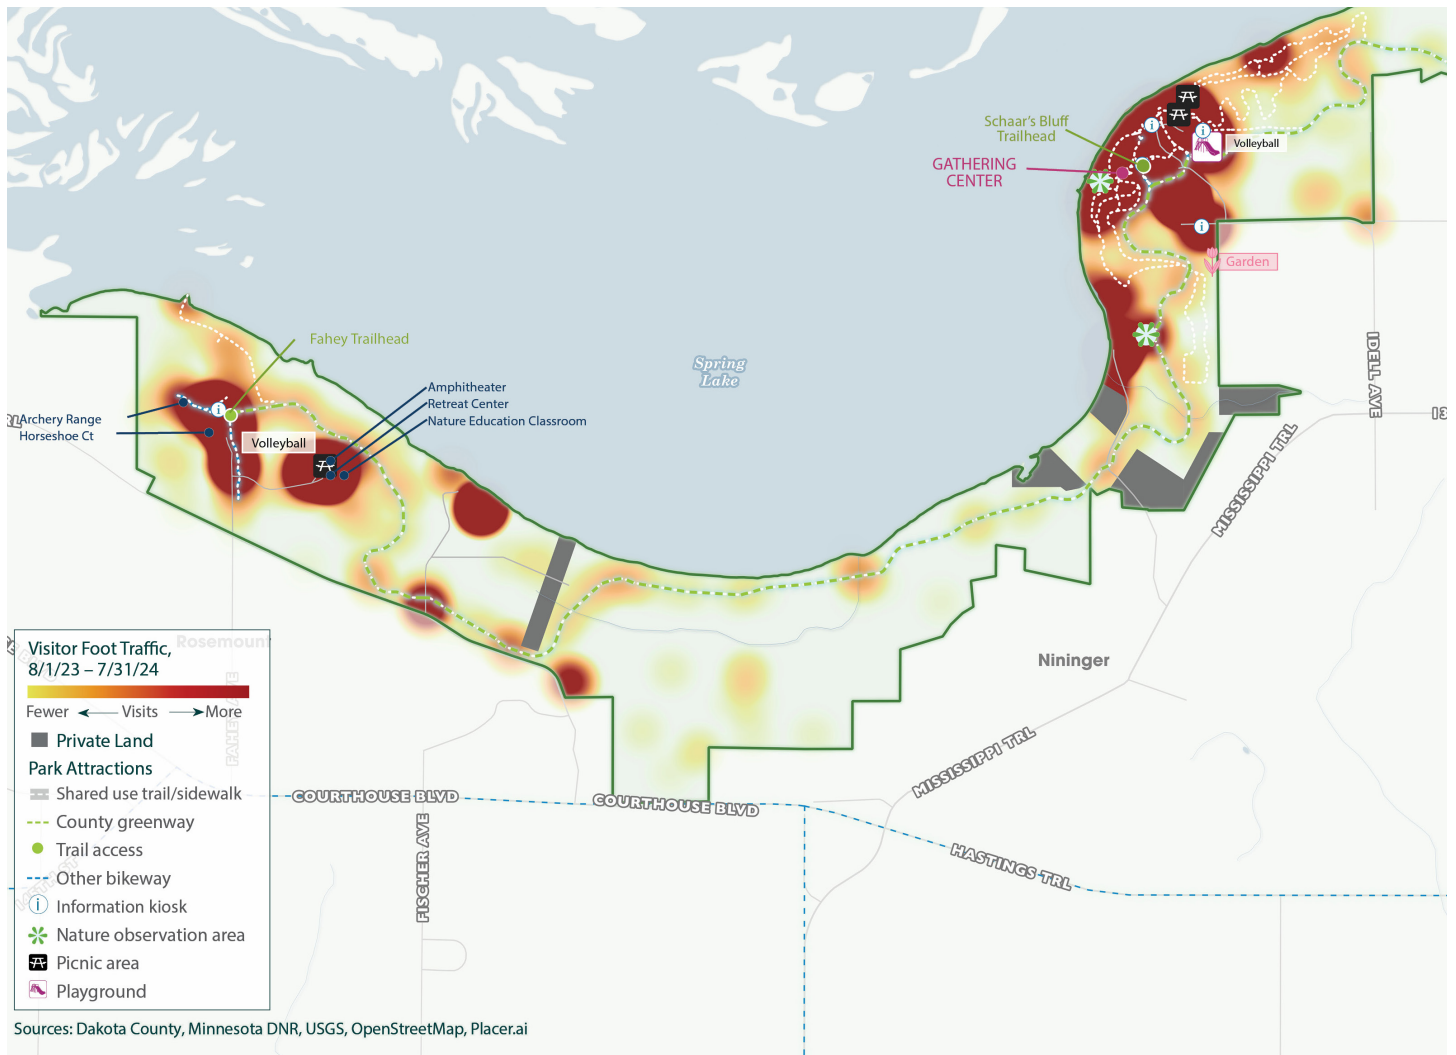 Schaar's Bluff
Trailhead
GATHERING
CENTER
Volleyball
Garden
Fahey Trailhead
Spring
Lake
IDELL AVE
Amphitheater
Retreat Center
Nature Education Classroom
Archery Range
Horseshoe Ct
Volleyball
MISSISSIPPI TRL
Rosemount
Nininger
Visitor Foot Traffic,
8/1/23 – 7/31/24
Fewer
Visits
More
FAHEY AVE
Private Land
Park Attractions
Shared use trail/sidewalk
County greenway
Trail access
Other bikeway
Information kiosk
Nature observation area
Picnic area
Playground
MISSISSIPPI TRL
COURTHOUSE BLVD
COURTHOUSE BLVD
FISCHER AVE
HASTINGS TRL
Sources: Dakota County, Minnesota DNR, USGS, OpenStreetMap, Placer.ai